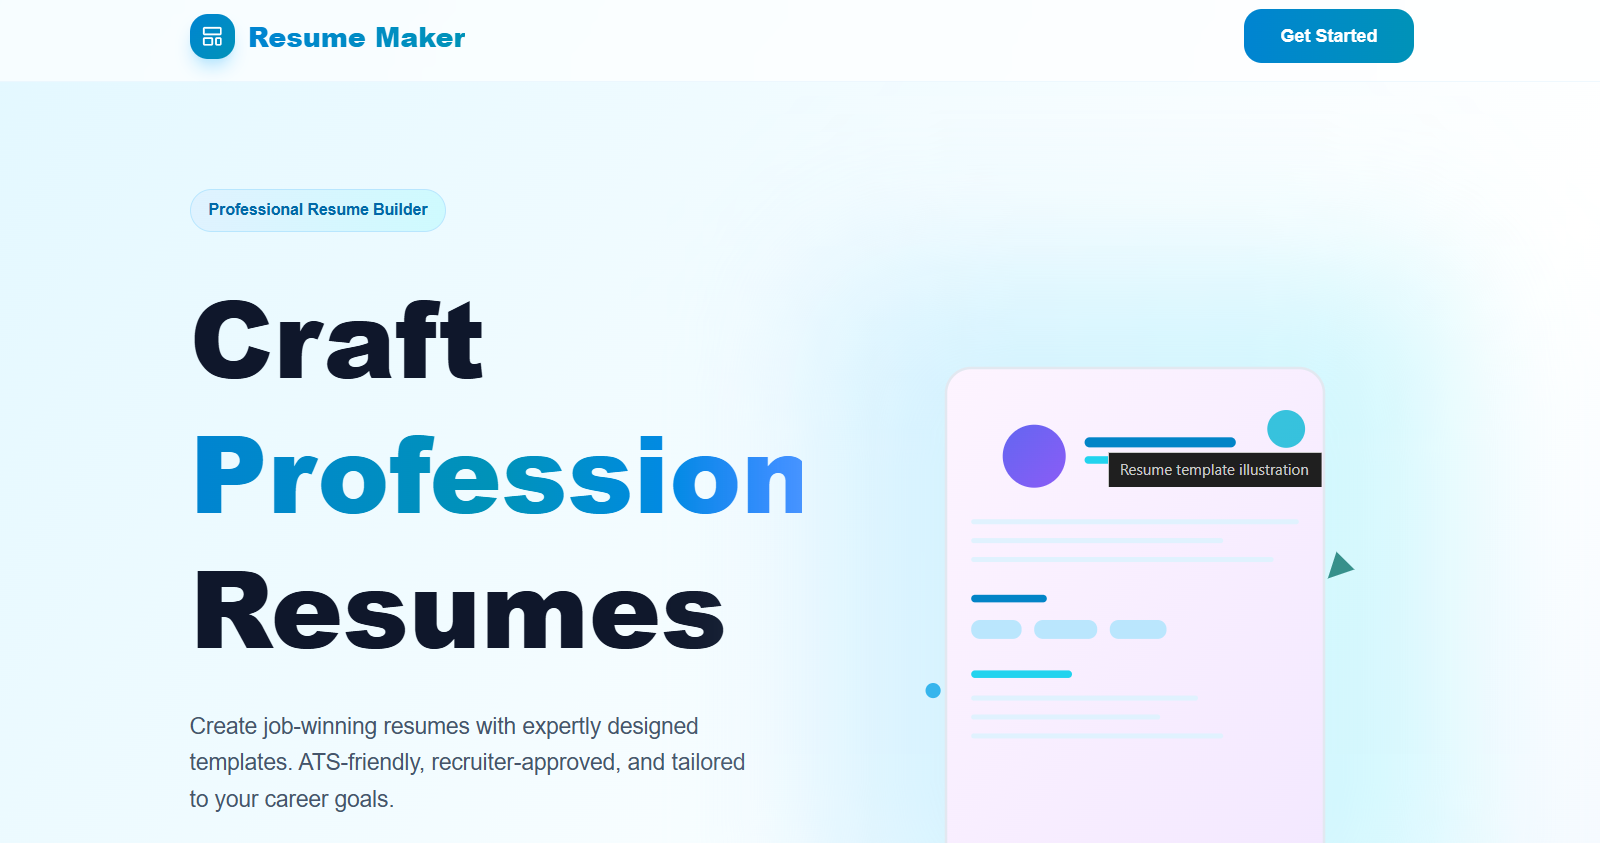 Resume Maker
Get Started
Professional Resume Builder
Craft
Profession
Resumes
Create job-winning resumes with expertly designed
templates. ATS-friendly, recruiter-approved, and tailored
to your career goals.
Resume template illustration